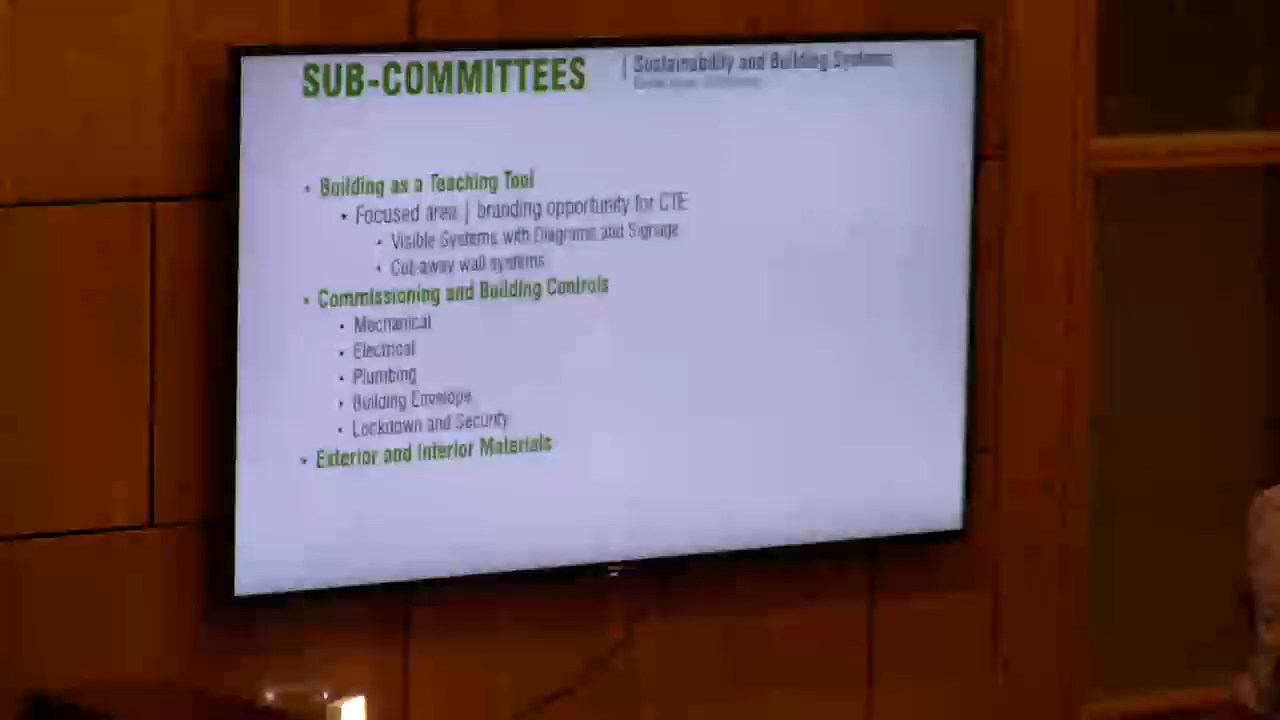 SUB-COMMITTEES | Sustainability and Building Systems
• Building as a Teaching Tool
• Focused area | branding opportunity for CTE
• Visible Systems with Diagrams and Signage
• Cut-away wall systems
• Commissioning and Building Controls
• Mechanical
• Electrical
• Plumbing
• Building Envelope
• Lockdown and Security
• Exterior and Interior Materials